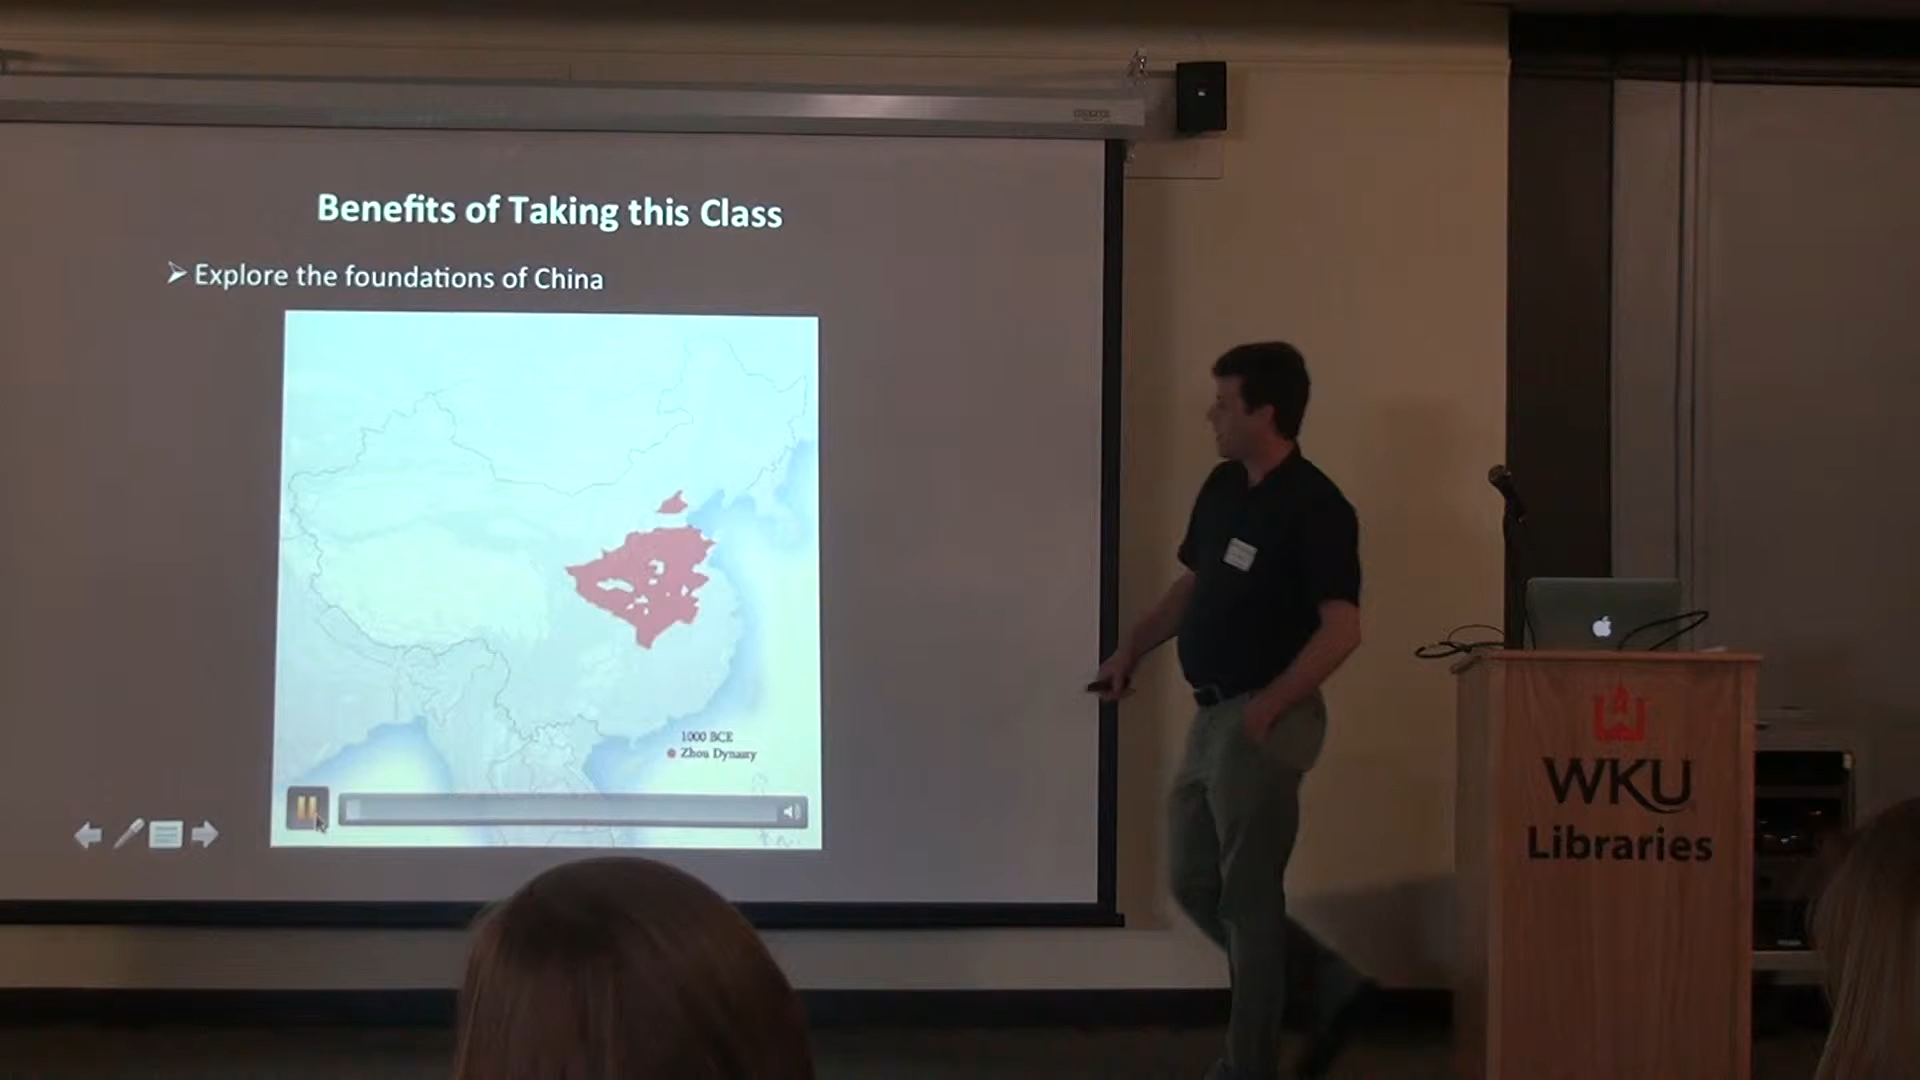 Benefits of Taking this Class
Explore the foundations of China
1000 BCE
Zhou Dynasty
WKU
Libraries